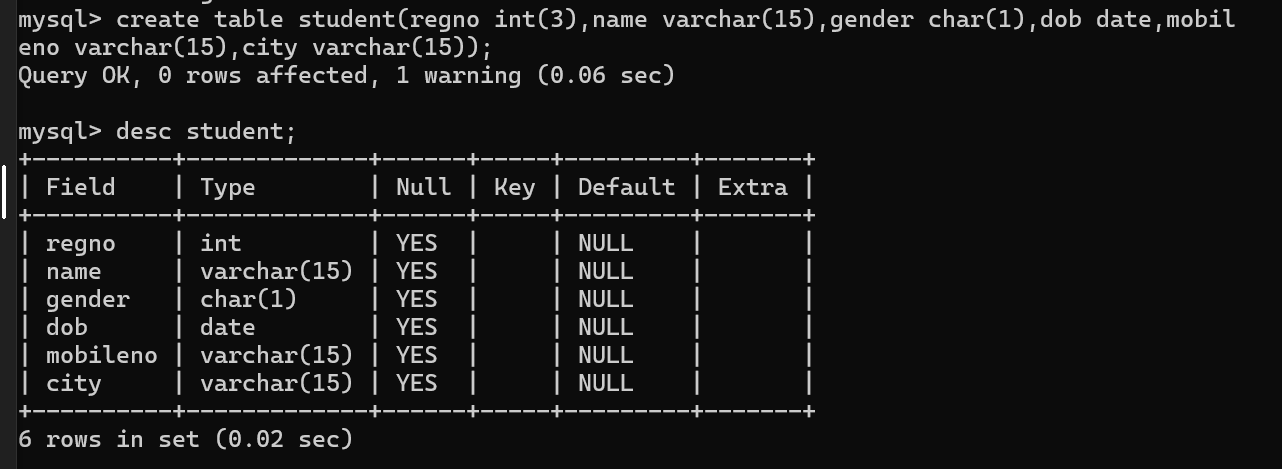 mysql> create table student(regno int(3),name varchar(15),gender char(1),dob date,mobil
eno varchar(15),city varchar(15));
Query OK, 0 rows affected, 1 warning (0.06 sec)

mysql> desc student;
+----------+-------------+------+-----+---------+-------+
| Field    | Type        | Null | Key | Default | Extra |
+----------+-------------+------+-----+---------+-------+
| regno    | int         | YES  |     | NULL    |       |
| name     | varchar(15) | YES  |     | NULL    |       |
| gender   | char(1)     | YES  |     | NULL    |       |
| dob      | date        | YES  |     | NULL    |       |
| mobileno | varchar(15) | YES  |     | NULL    |       |
| city     | varchar(15) | YES  |     | NULL    |       |
+----------+-------------+------+-----+---------+-------+
6 rows in set (0.02 sec)